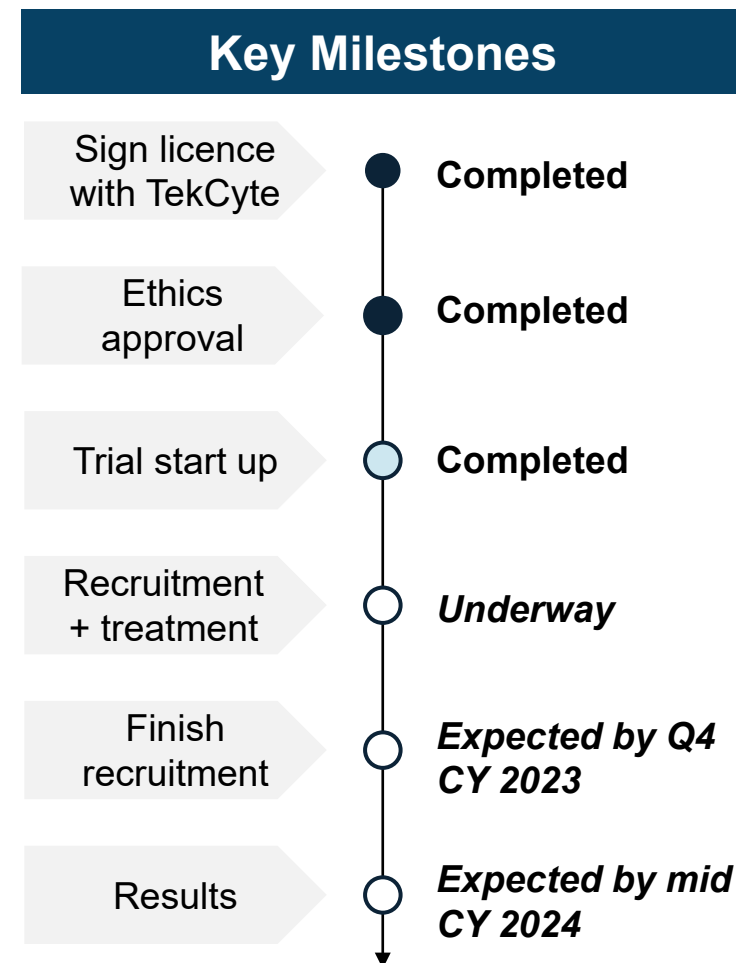 Key Milestones
Sign licence
with TekCyte
Completed
Ethics
approval
Completed
Trial start up
Completed
Recruitment
+ treatment
Underway
Finish
recruitment
Expected by Q4
CY 2023
Results
Expected by mid
CY 2024